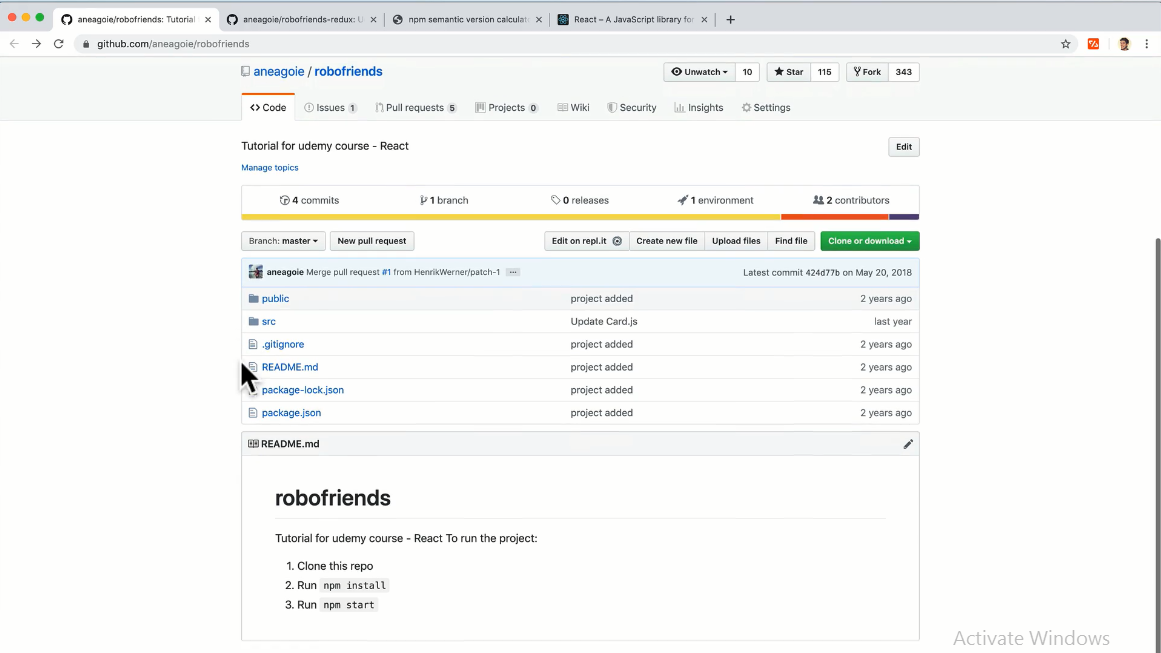 aneagoie/robofriends: Tutorial
aneagoie/robofriends-redux: U
npm semantic version calculat
React – A JavaScript library for
github.com/aneagoie/robofriends
aneagoie / robofriends
Unwatch 10 Star 115 Fork 343
Code Issues 1 Pull requests 5 Projects 0 Wiki Security Insights Settings
Tutorial for udemy course - React
Edit
Manage topics
4 commits 1 branch 0 releases 1 environment 2 contributors
Branch: master New pull request Edit on repl.it Create new file Upload files Find file Clone or download
aneagoie Merge pull request #1 from HenrikWerner/patch-1 ... Latest commit 424d77b on May 20, 2018
public project added 2 years ago
src Update Card.js last year
.gitignore project added 2 years ago
README.md project added 2 years ago
package-lock.json project added 2 years ago
package.json project added 2 years ago
README.md
robofriends
Tutorial for udemy course - React To run the project:
1. Clone this repo
2. Run npm install
3. Run npm start
Activate Windows